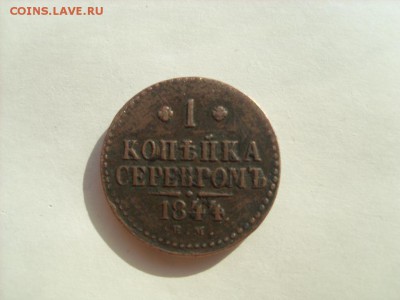 COINS.LAVE.RU
1
КОПѢЙКА
СЕРЕБРОМЪ
1844.
Е.М.